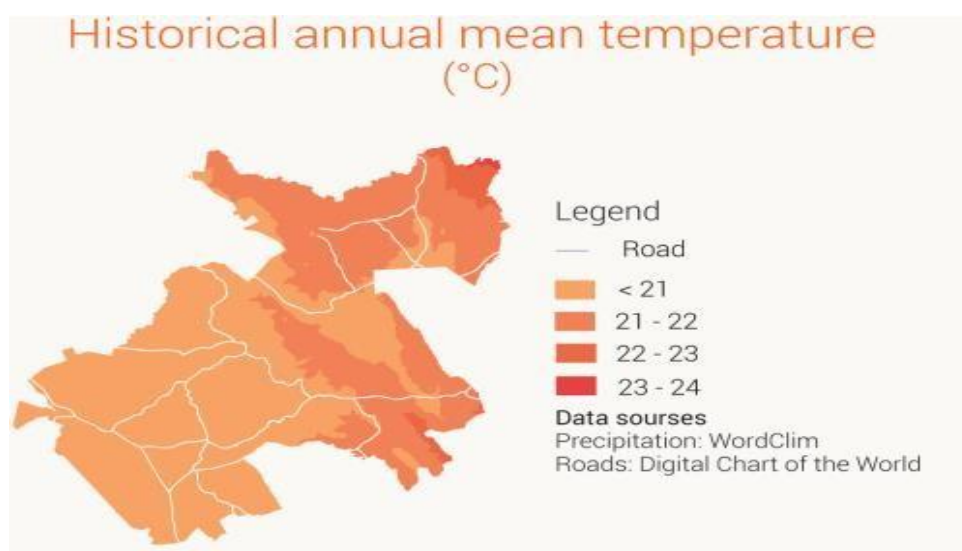 Historical annual mean temperature
(°C)
Legend
Road
< 21
21 - 22
22 - 23
23 - 24
Data sourses
Precipitation: WordClim
Roads: Digital Chart of the World